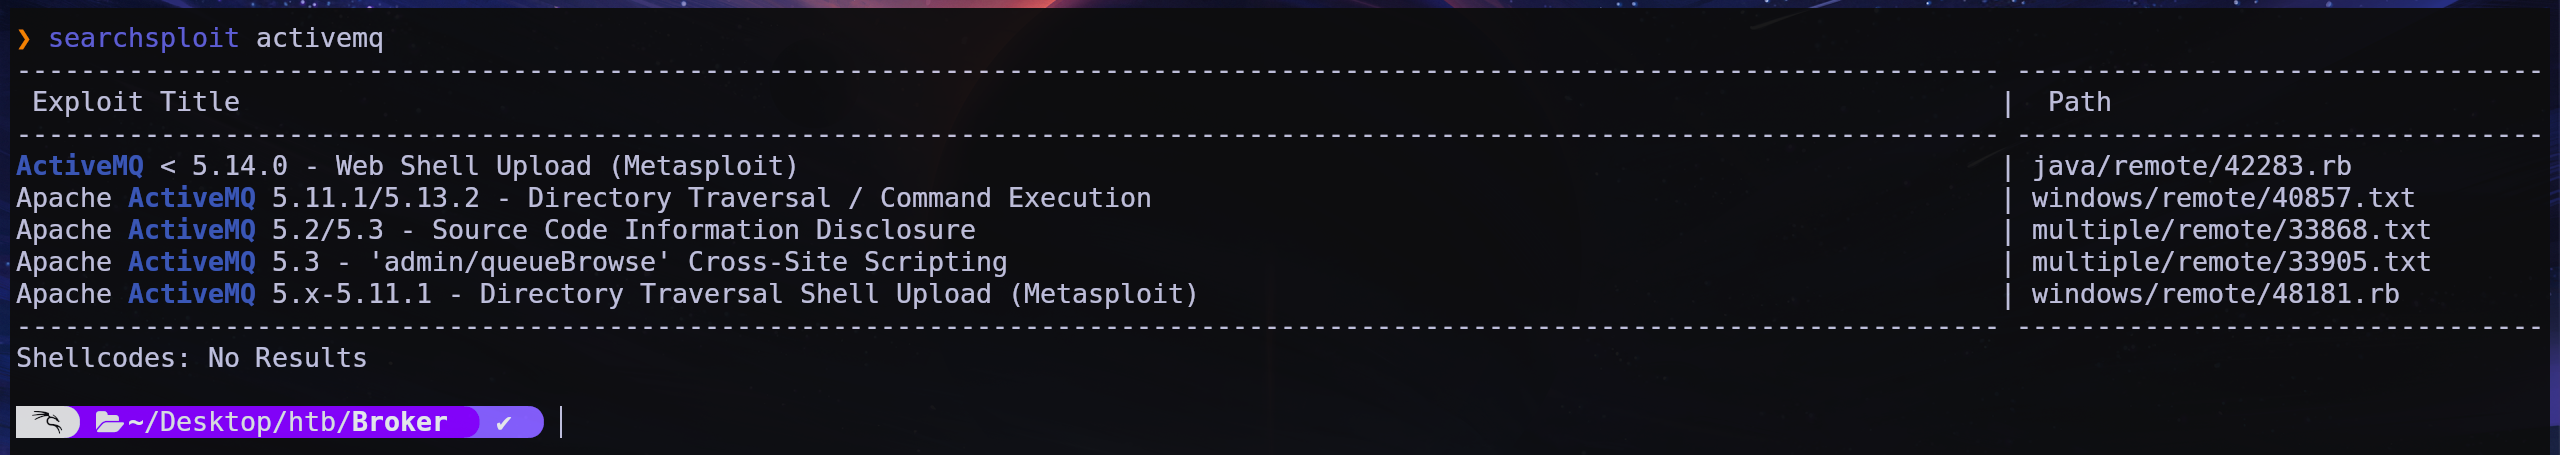 ❯ searchsploit activemq
--------------------------------------------------------------------------------------------------------------------------- ---------------------------------
 Exploit Title                                                                                                              |  Path
--------------------------------------------------------------------------------------------------------------------------- ---------------------------------
ActiveMQ < 5.14.0 - Web Shell Upload (Metasploit)                                                                           | java/remote/42283.rb
Apache ActiveMQ 5.11.1/5.13.2 - Directory Traversal / Command Execution                                                     | windows/remote/40857.txt
Apache ActiveMQ 5.2/5.3 - Source Code Information Disclosure                                                                | multiple/remote/33868.txt
Apache ActiveMQ 5.3 - 'admin/queueBrowse' Cross-Site Scripting                                                              | multiple/remote/33905.txt
Apache ActiveMQ 5.x-5.11.1 - Directory Traversal Shell Upload (Metasploit)                                                  | windows/remote/48181.rb
--------------------------------------------------------------------------------------------------------------------------- ---------------------------------
Shellcodes: No Results
~/Desktop/htb/Broker ✔